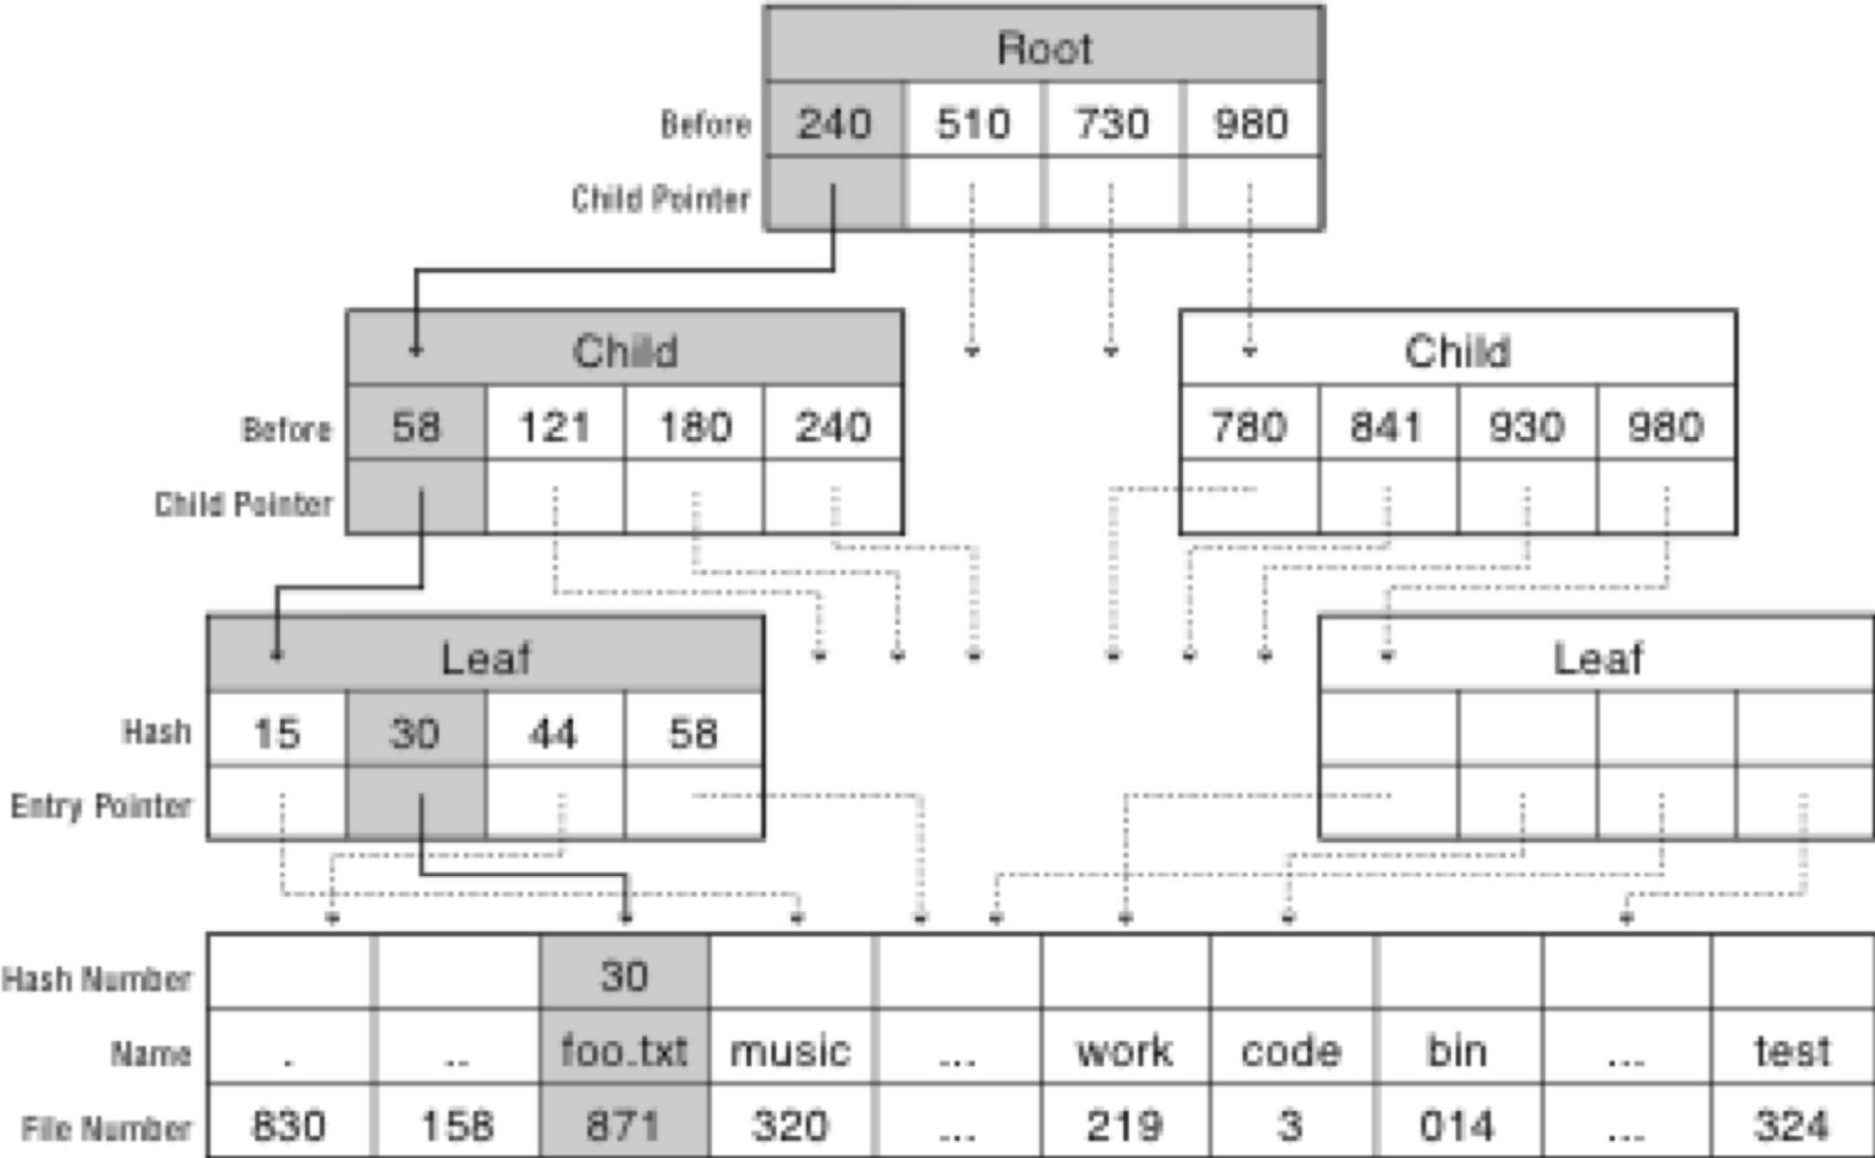 Root
Before 240 510 730 980
Child Pointer
Child Child
Before 58 121 180 240 780 841 930 980
Child Pointer
Leaf Leaf
Hash 15 30 44 58
Entry Pointer
Hash Number 30
Name . .. foo.txt music ... work code bin ... test
File Number 830 158 871 320 ... 219 3 014 ... 324